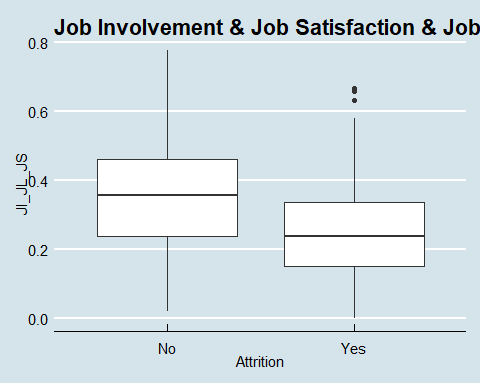 Job Involvement & Job Satisfaction & Job
0.8
0.6
0.4
0.2
0.0
JI_JL_JS
No
Yes
Attrition